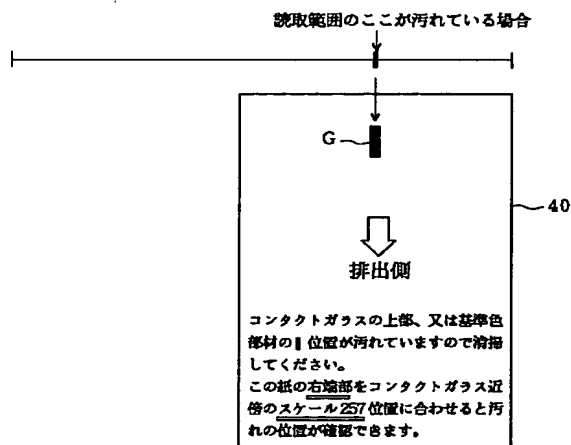 読取範囲のここが汚れている場合
G
40
排出側
コンタクトガラスの上部、又は基準色
部材の▮位置が汚れていますので清掃
してください。
この紙の右端部をコンタクトガラス近
傍のスケール257位置に合わせると汚
れの位置が確認できます。